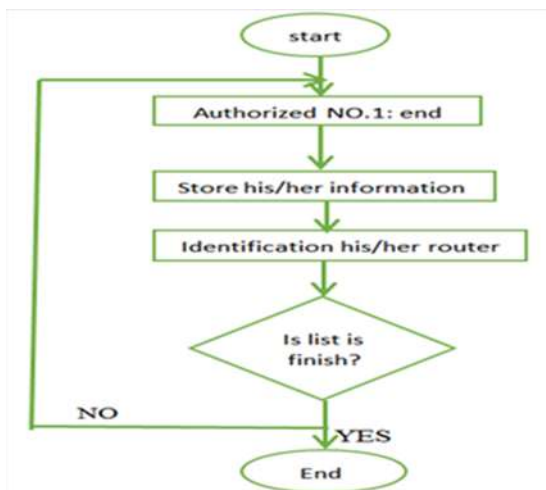 start
Authorized NO.1: end
Store his/her information
Identification his/her router
Is list is
finish?
NO
YES
End